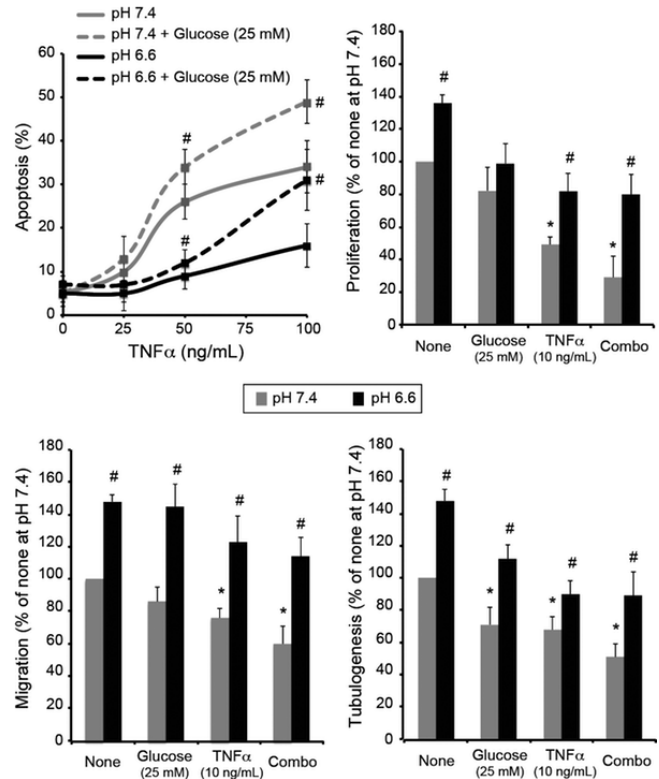 pH 7.4
pH 7.4 + Glucose (25 mM)
pH 6.6
pH 6.6 + Glucose (25 mM)
Apoptosis (%)
60
50
40
30
20
10
0
#
#
#
#
0 25 50 75 100
TNFα (ng/mL)
Proliferation (% of none at pH 7.4)
180
160
140
120
100
80
60
40
20
0
#
#
#
*
*
None Glucose TNFα Combo
(25 mM) (10 ng/mL)
pH 7.4 pH 6.6
Migration (% of none at pH 7.4)
180
160
140
120
100
80
60
40
20
0
# # # #
* *
None Glucose TNFα Combo
(25 mM) (10 ng/mL)
Tubulogenesis (% of none at pH 7.4)
180
160
140
120
100
80
60
40
20
0
# # # #
* * *
None Glucose TNFα Combo
(25 mM) (10 ng/mL)